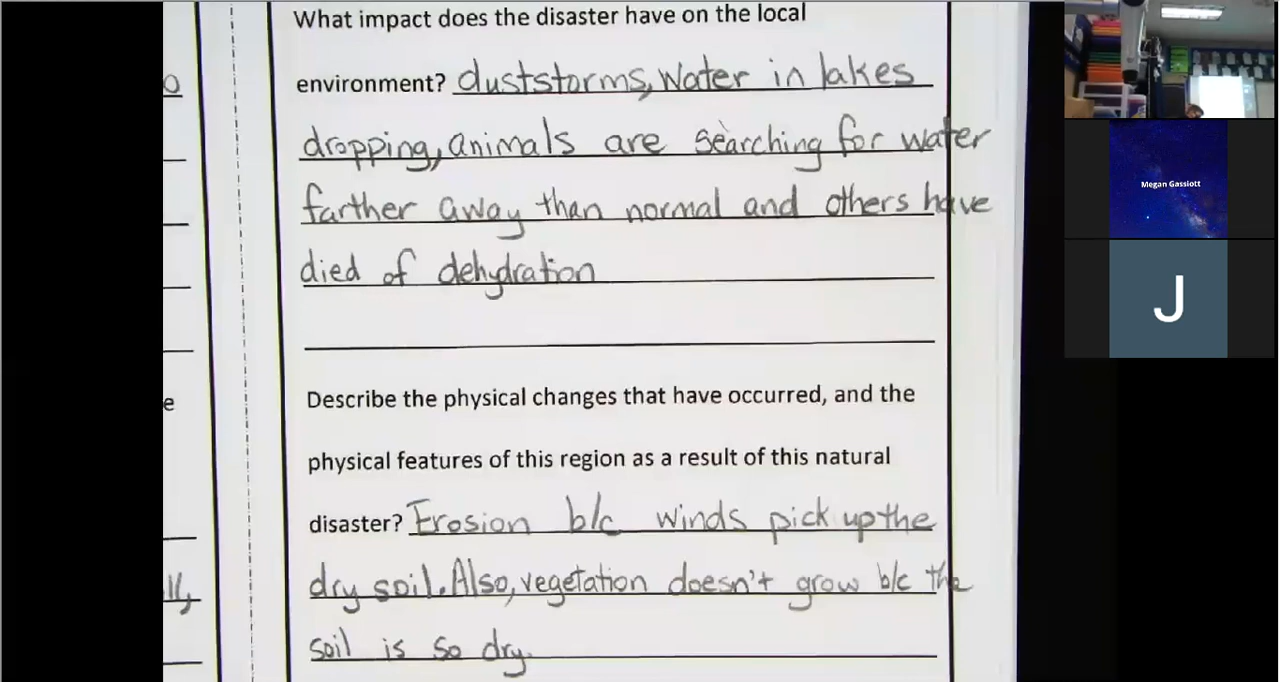 What impact does the disaster have on the local
environment? duststorms, Water in lakes
dropping, animals are searching for water
farther away than normal and others have
died of dehydration
Describe the physical changes that have occurred, and the
physical features of this region as a result of this natural
disaster? Erosion b/c winds pick up the
dry soil. Also, vegetation doesn't grow b/c the
soil is so dry.
o
e
lly
Megan Gassiott
J